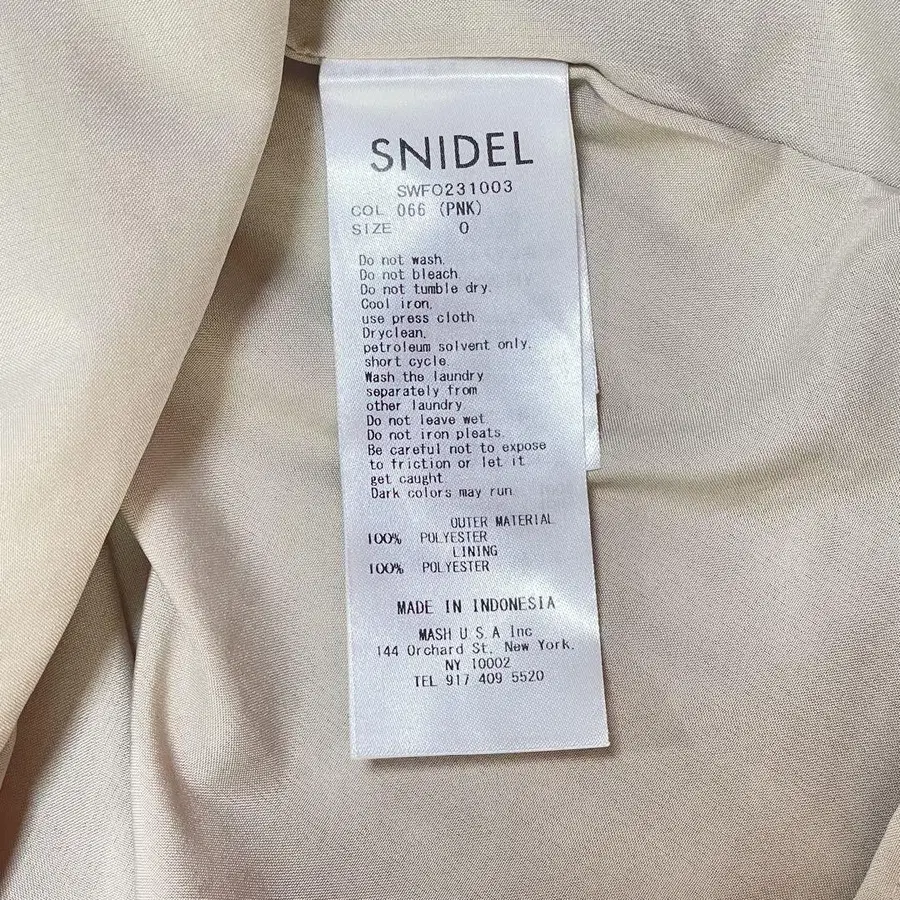 SNIDEL
SWFO231003
COL 066 (PNK)
SIZE 0
Do not wash.
Do not bleach.
Do not tumble dry.
Cool iron,
use press cloth.
Dryclean,
petroleum solvent only.
short cycle.
Wash the laundry
separately from
other laundry.
Do not leave wet.
Do not iron pleats.
Be careful not to expose
to friction or let it
get caught.
Dark colors may run.
OUTER MATERIAL
100% POLYESTER
LINING
100% POLYESTER
MADE IN INDONESIA
MASH U.S.A Inc
144 Orchard St. New York.
NY 10002
TEL 917 409 5520